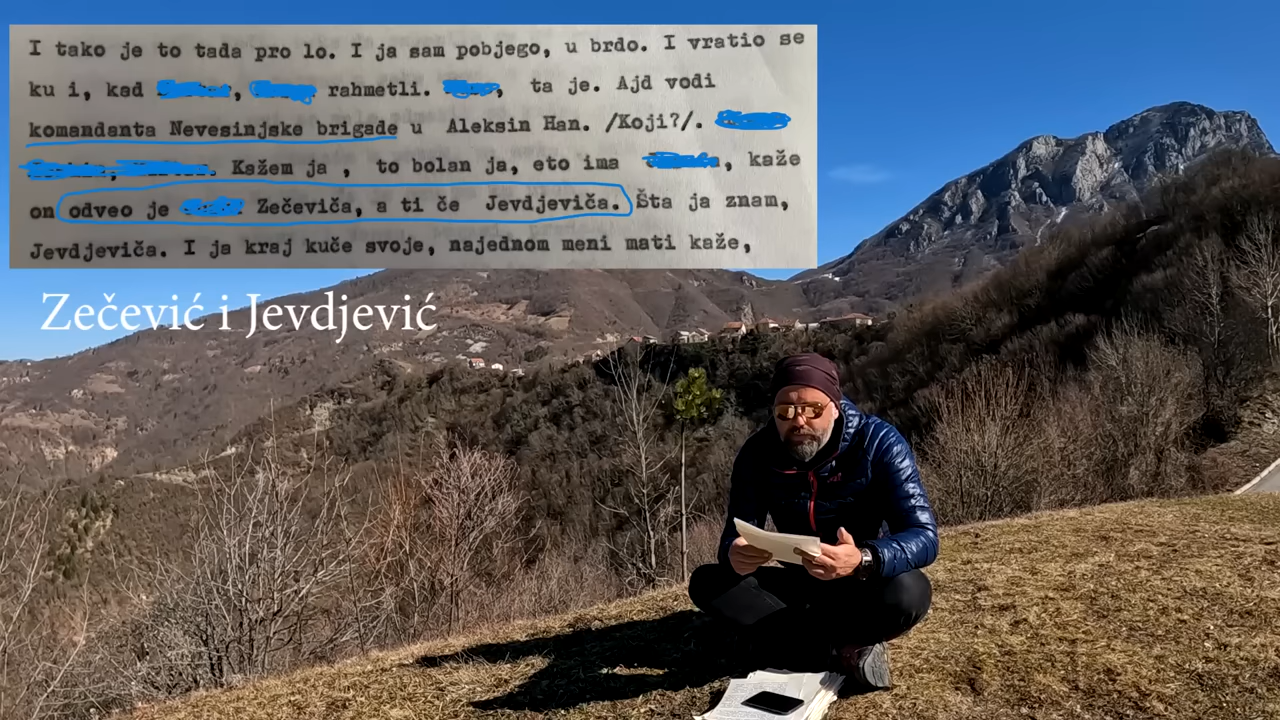 I tako je to tada pro lo. I ja sam pobjego, u brdo. I vratio se
ku i, kad , rahmetli. , ta je. Ajd vodi
komandanta Nevesinjske brigade u Aleksin Han. /Koji?/.
Kažem ja , to bolan ja, eto ima , kaže
on odveo je Zečeviča, a ti če Jevdjeviča. Šta ja znam,
Jevdjeviča. I ja kraj kuče svoje, najednom meni mati kaže,
Zečević i Jevdjević